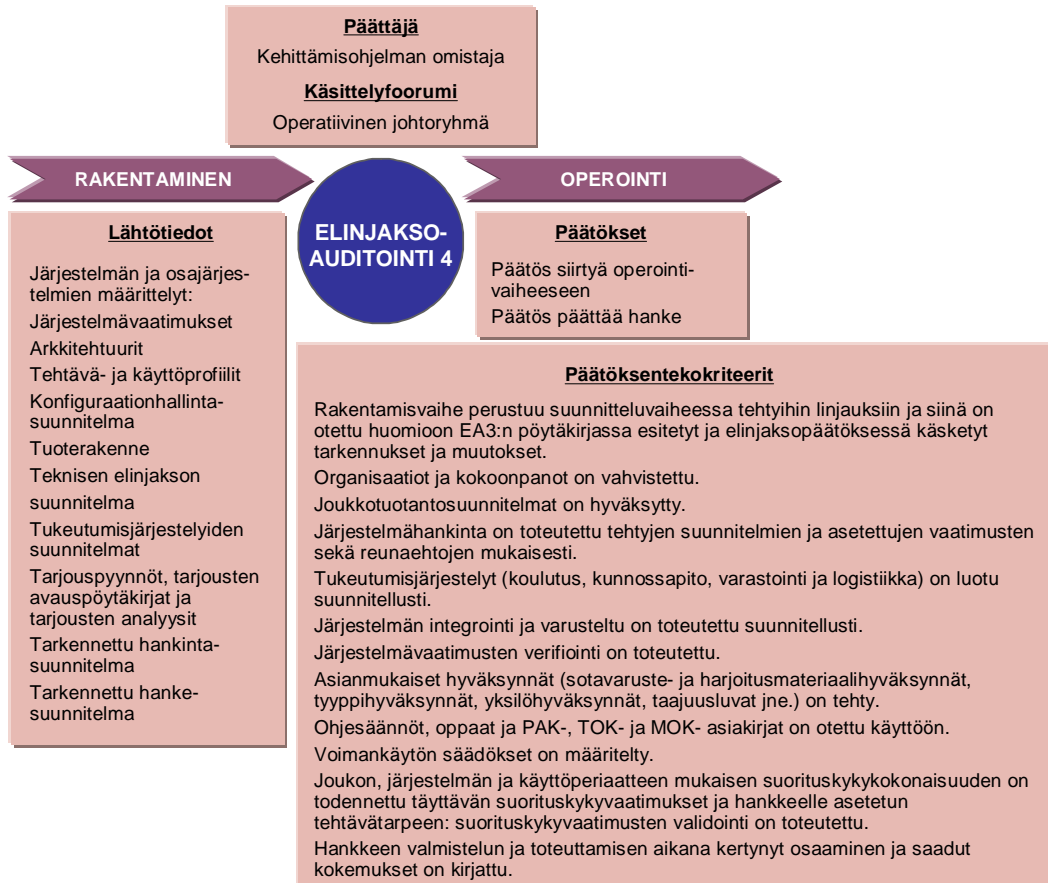 Päättäjä
Kehittämisohjelman omistaja
Käsittelyfoorumi
Operatiivinen johtoryhmä
RAKENTAMINEN
ELINJAKSO-
AUDITOINTI 4
OPEROINTI
Lähtötiedot
Järjestelmän ja osajärjes-
telmien määrittelyt:
Järjestelmävaatimukset
Arkkitehtuurit
Tehtävä- ja käyttöprofiilit
Konfiguraationhallinta-
suunnitelma
Tuoterakenne
Teknisen elinjakson
suunnitelma
Tukeutumisjärjestelyiden
suunnitelmat
Tarjouspyynnöt, tarjousten
avauspöytäkirjat ja
tarjousten analyysit
Tarkennettu hankinta-
suunnitelma
Tarkennettu hanke-
suunnitelma
Päätökset
Päätös siirtyä operointi-
vaiheeseen
Päätös päättää hanke
Päätöksentekokriteerit
Rakentamisvaihe perustuu suunnitteluvaiheessa tehtyihin linjauksiin ja siinä on
otettu huomioon EA3:n pöytäkirjassa esitetyt ja elinjaksopäätöksessä käsketyt
tarkennukset ja muutokset.
Organisaatiot ja kokoonpanot on vahvistettu.
Joukkotuotantosuunnitelmat on hyväksytty.
Järjestelmähankinta on toteutettu tehtyjen suunnitelmien ja asetettujen vaatimusten
sekä reunaehtojen mukaisesti.
Tukeutumisjärjestelyt (koulutus, kunnossapito, varastointi ja logistiikka) on luotu
suunnitellusti.
Järjestelmän integrointi ja varustelu on toteutettu suunnitellusti.
Järjestelmävaatimusten verifiointi on toteutettu.
Asianmukaiset hyväksynnät (sotavaruste- ja harjoitusmateriaalihyväksynnät,
tyyppihyväksynnät, yksilöhyväksynnät, taajuusluvat jne.) on tehty.
Ohjesäännöt, oppaat ja PAK-, TOK- ja MOK- asiakirjat on otettu käyttöön.
Voimankäytön säädökset on määritelty.
Joukon, järjestelmän ja käyttöperiaatteen mukaisen suorituskykykokonaisuuden on
todennettu täyttävän suorituskykyvaatimukset ja hankkeelle asetetun
tehtävätarpeen: suorituskykyvaatimusten validointi on toteutettu.
Hankkeen valmistelun ja toteuttamisen aikana kertynyt osaaminen ja saadut
kokemukset on kirjattu.